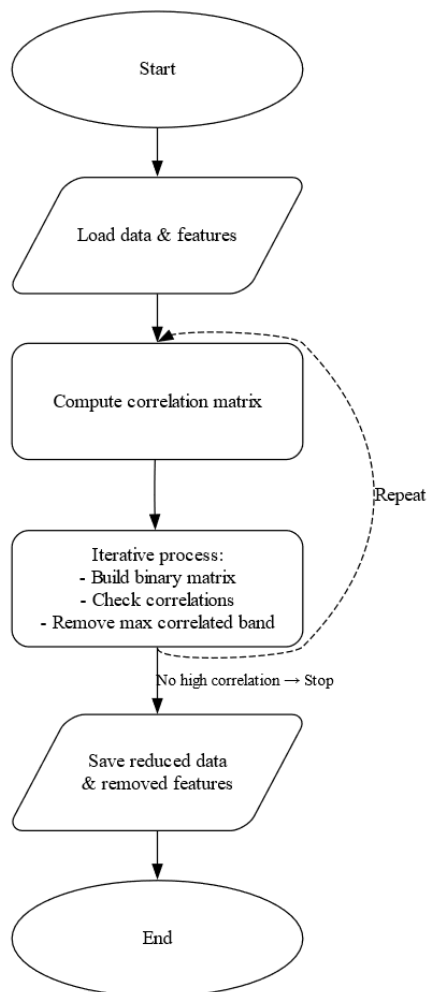 Start
Load data & features
Compute correlation matrix
Repeat
Iterative process:
- Build binary matrix
- Check correlations
- Remove max correlated band
No high correlation → Stop
Save reduced data
& removed features
End